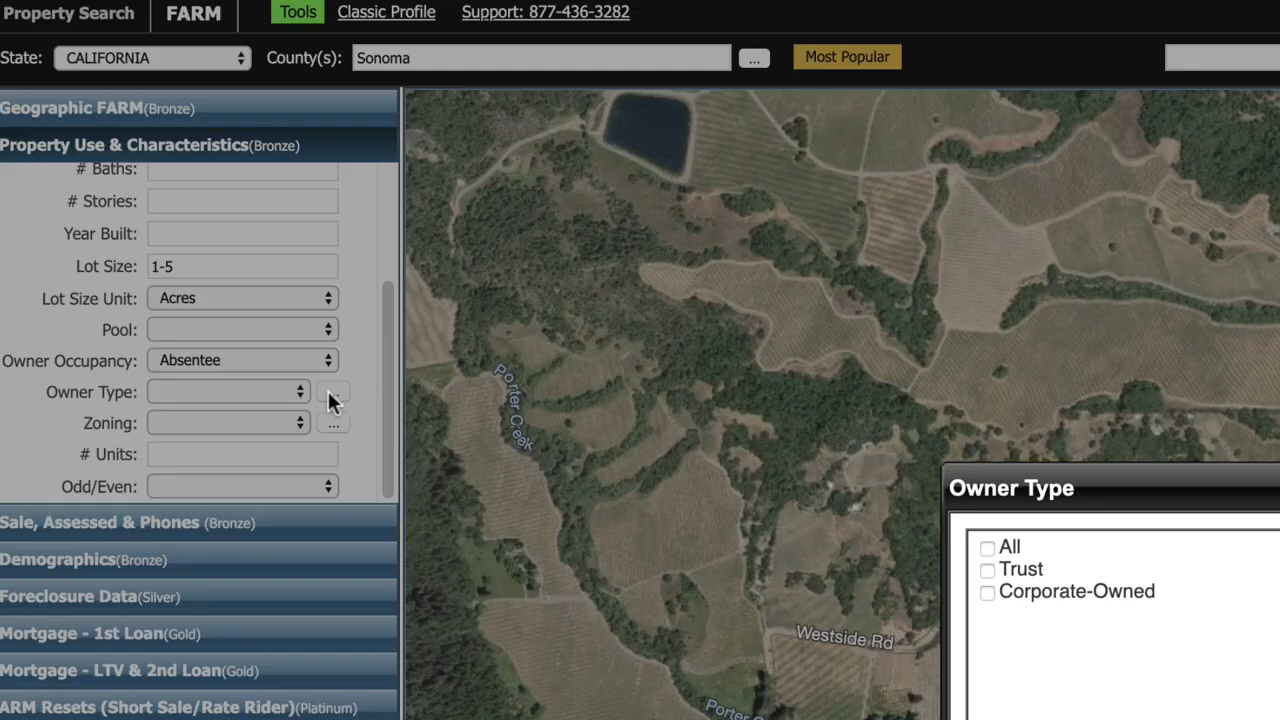 Property Search FARM Tools Classic Profile Support: 877-436-3282
State: CALIFORNIA County(s): Sonoma ... Most Popular
Geographic FARM(Bronze)
Property Use & Characteristics(Bronze)
# Baths:
# Stories:
Year Built:
Lot Size: 1-5
Lot Size Unit: Acres
Pool:
Owner Occupancy: Absentee
Owner Type:
Zoning: ...
# Units:
Odd/Even:
Sale, Assessed & Phones (Bronze)
Demographics(Bronze)
Foreclosure Data(Silver)
Mortgage - 1st Loan(Gold)
Mortgage - LTV & 2nd Loan(Gold)
ARM Resets (Short Sale/Rate Rider)(Platinum)
Porter Creek
Westside Rd
Porter C
Owner Type
All
Trust
Corporate-Owned